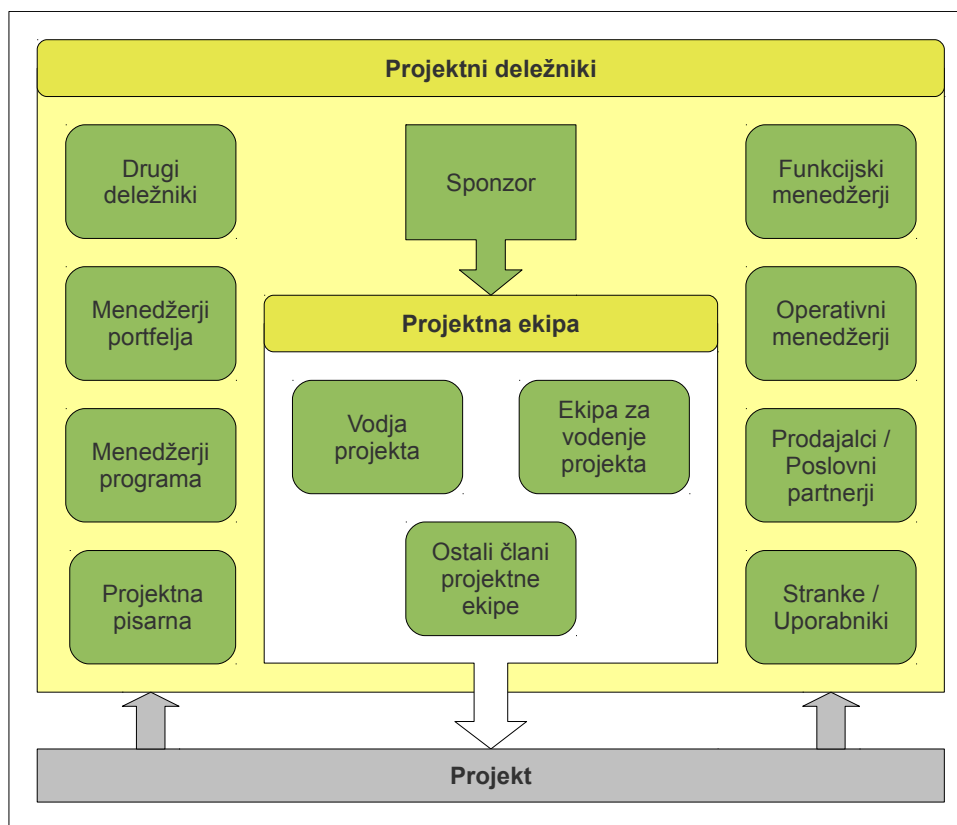 Projektni deležniki
Drugi
deležniki
Sponzor
Funkcijski
menedžerji
Menedžerji
portfelja
Projektna ekipa
Operativni
menedžerji
Vodja
projekta
Ekipa za
vodenje
projekta
Menedžerji
programa
Prodajalci /
Poslovni
partnerji
Ostali člani
projektne
ekipe
Projektna
pisarna
Stranke /
Uporabniki
Projekt